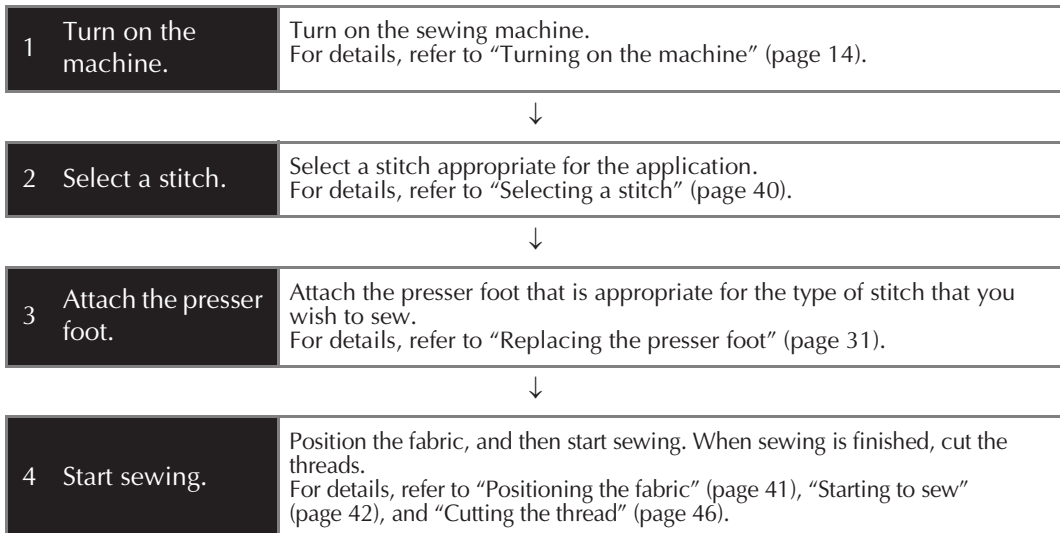 1 Turn on the machine.
Turn on the sewing machine.
For details, refer to “Turning on the machine” (page 14).
↓
2 Select a stitch.
Select a stitch appropriate for the application.
For details, refer to “Selecting a stitch” (page 40).
↓
3 Attach the presser foot.
Attach the presser foot that is appropriate for the type of stitch that you
wish to sew.
For details, refer to “Replacing the presser foot” (page 31).
↓
4 Start sewing.
Position the fabric, and then start sewing. When sewing is finished, cut the
threads.
For details, refer to “Positioning the fabric” (page 41), “Starting to sew”
(page 42), and “Cutting the thread” (page 46).